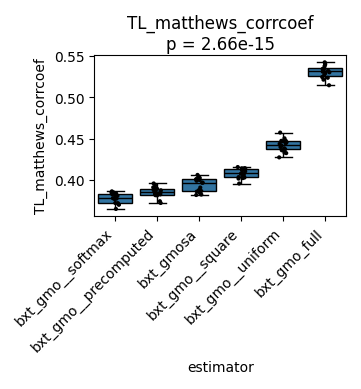 TL_matthews_corrcoef
p = 2.66e-15
TL_matthews_corrcoef
0.55
0.50
0.45
0.40
bxt_gmo__softmax
bxt_gmo__precomputed
bxt_gmosa
bxt_gmo__square
bxt_gmo__uniform
bxt_gmo_full
estimator